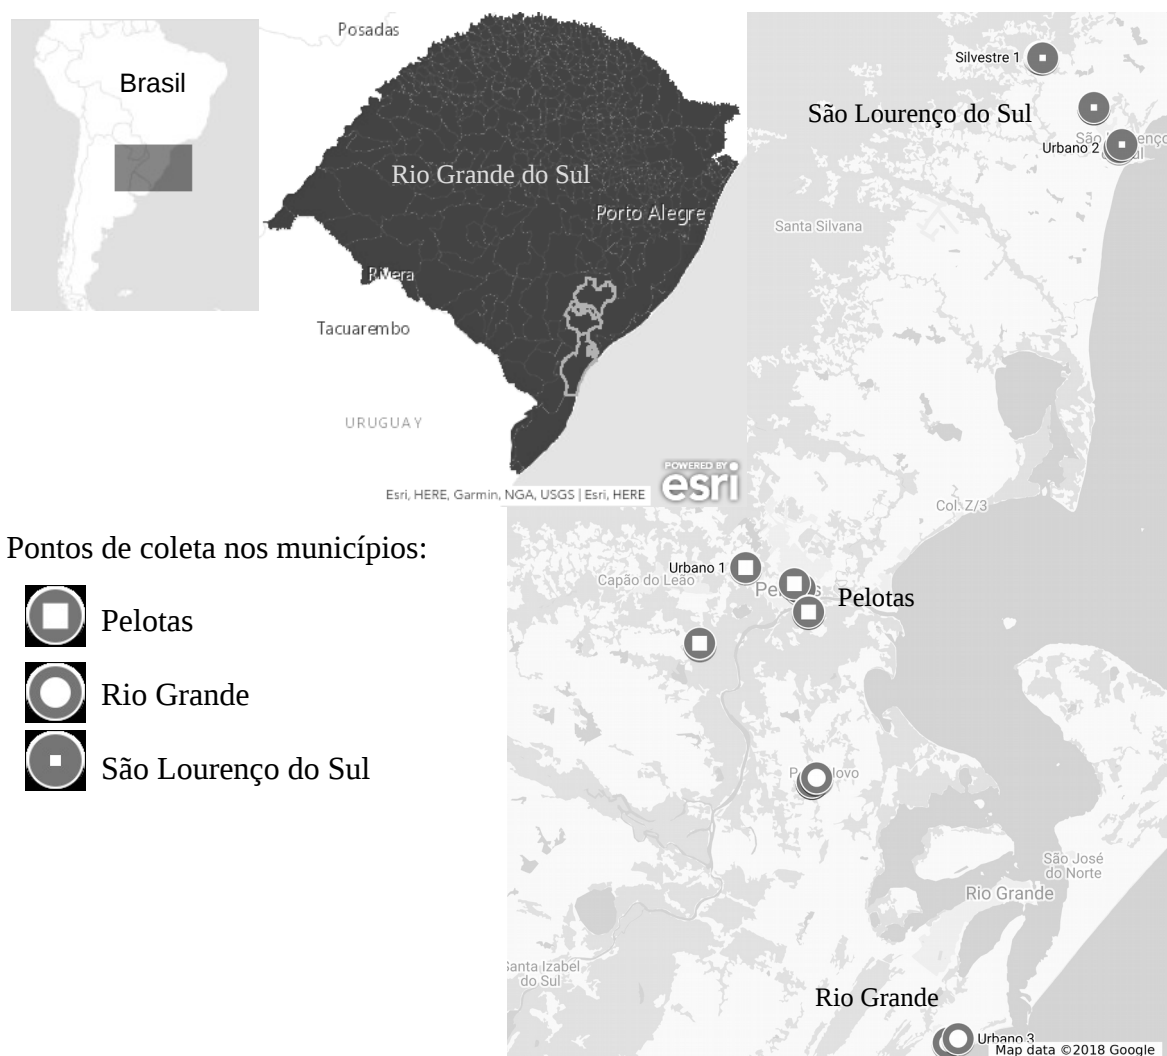 Brasil
Posadas
Rio Grande do Sul
Porto Alegre
Rivera
Tacuarembo
URUGUAY
POWERED BY
esri
Esri, HERE, Garmin, NGA, USGS | Esri, HERE
Silvestre 1
São Lourenço do Sul
Urbano 2
Santa Silvana
Col. Z/3
Urbano 1
Capão do Leão
Pelotas
São José
do Norte
Rio Grande
Santa Izabel
do Sul
Rio Grande
Urbano 3
Map data ©2018 Google
Pontos de coleta nos municípios:
Pelotas
Rio Grande
São Lourenço do Sul